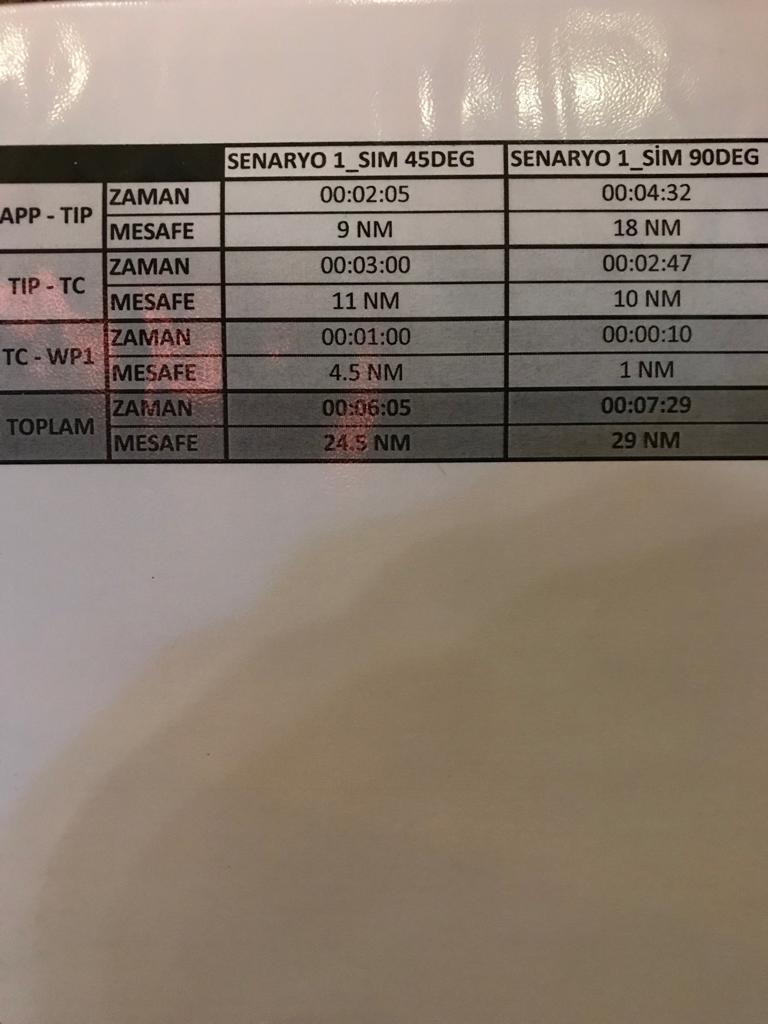 SENARYO 1_SIM 45DEG SENARYO 1_SİM 90DEG
APP - TIP ZAMAN 00:02:05 00:04:32
MESAFE 9 NM 18 NM
TIP - TC ZAMAN 00:03:00 00:02:47
MESAFE 11 NM 10 NM
TC - WP1 ZAMAN 00:01:00 00:00:10
MESAFE 4.5 NM 1 NM
TOPLAM ZAMAN 00:06:05 00:07:29
MESAFE 24.5 NM 29 NM